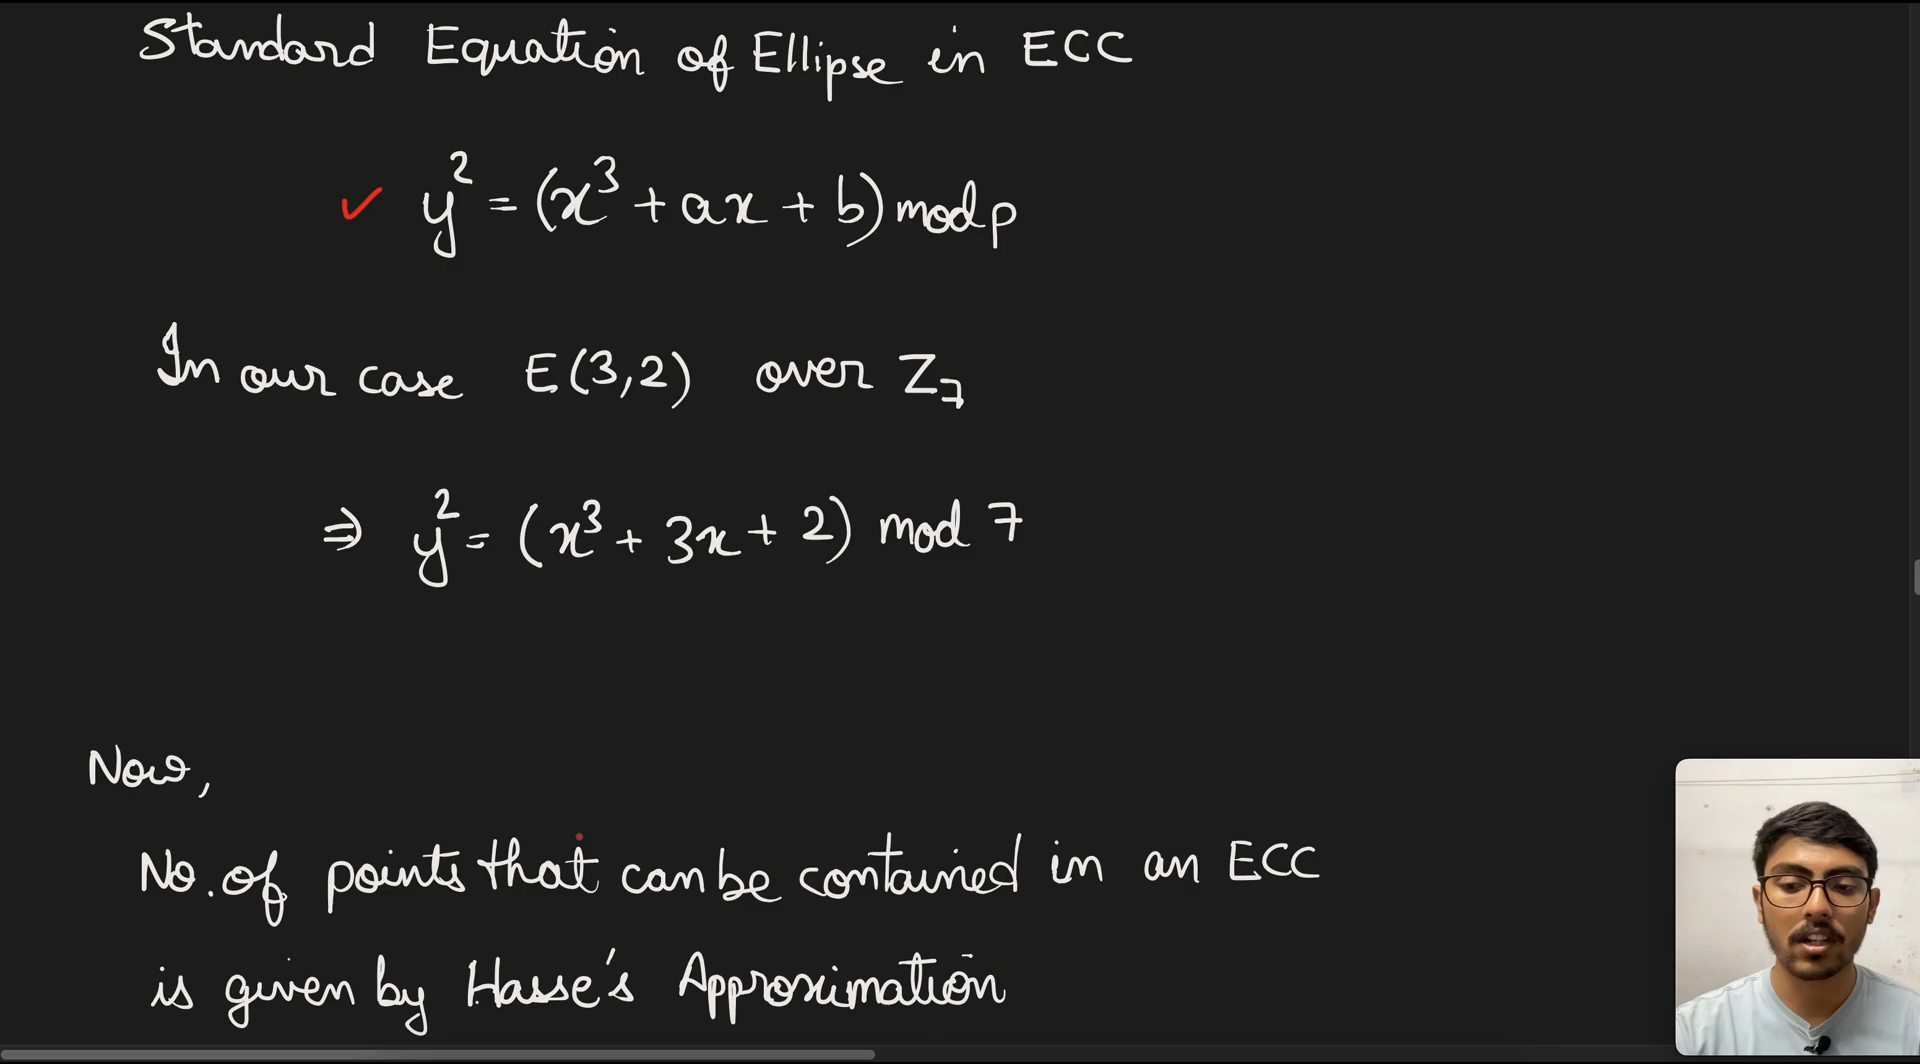 Standard Equation of Ellipse in ECC
✓ y² = (x³ + ax + b) mod p
In our case E(3,2) over Z₇
⇒ y² = (x³ + 3x + 2) mod 7
Now,
No. of points that can be contained in an ECC
is given by Hasse's Approximation